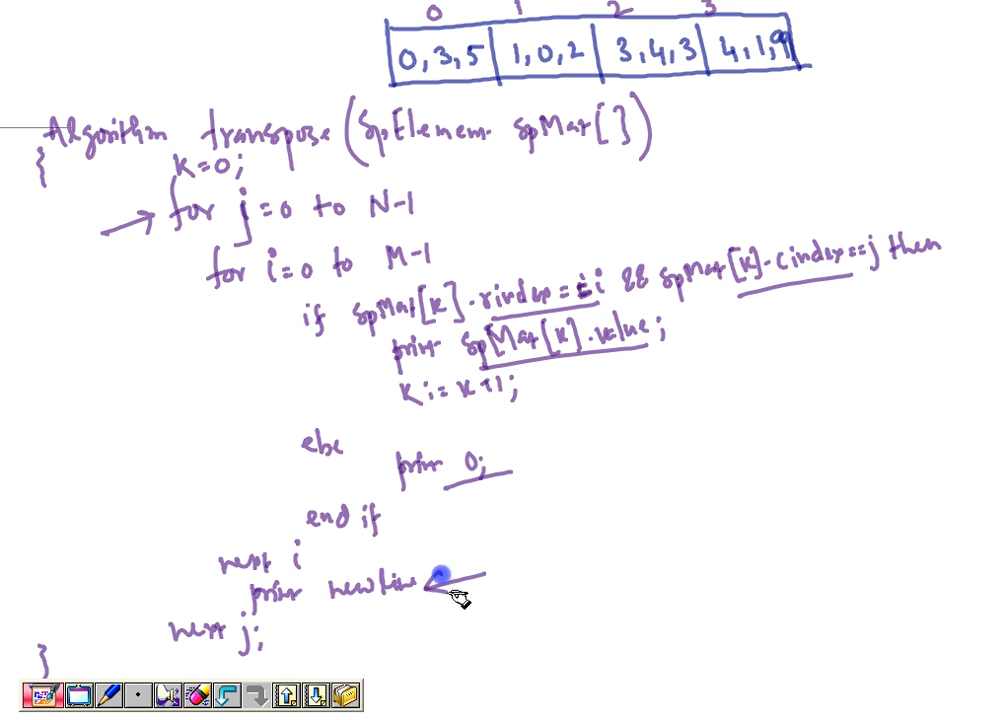 0 1 2 3
0,3,5 1,0,2 3,4,3 4,1,9
Algorithm transpose (SpElement spMat[])
{
K=0;
for j=0 to N-1
for i=0 to M-1
if spMat[K].rindex==i && spMat[K].cindex==j then
print SpMat[K].value;
K:=K+1;
else
print 0;
end if
next i
print newline
next j;
}